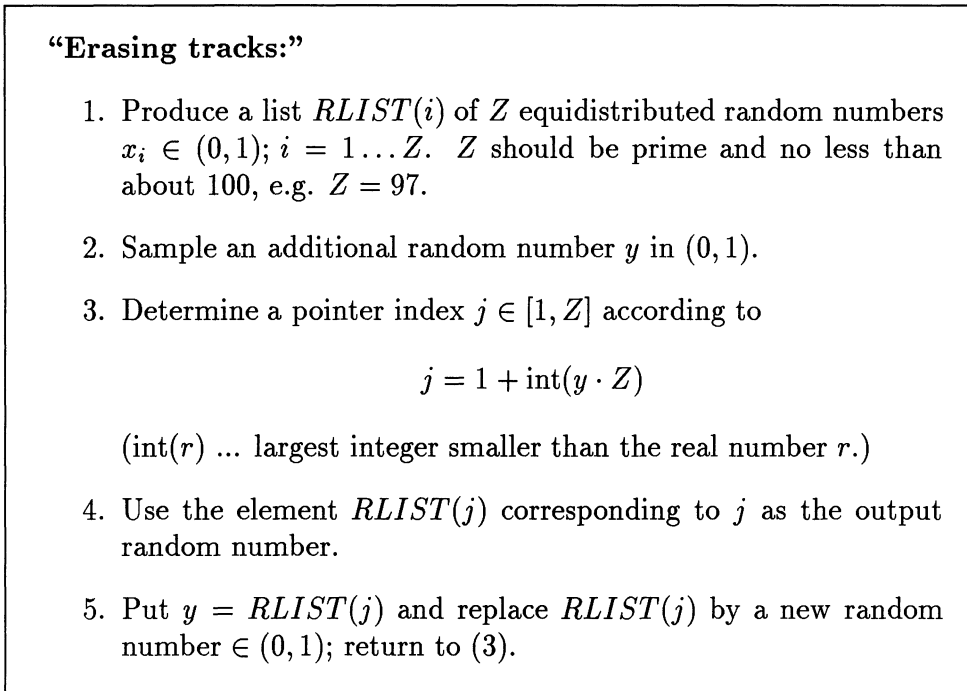 “Erasing tracks:”
1. Produce a list RLIST(i) of Z equidistributed random numbers
xᵢ ∈ (0,1); i = 1...Z. Z should be prime and no less than
about 100, e.g. Z = 97.
2. Sample an additional random number y in (0,1).
3. Determine a pointer index j ∈ [1, Z] according to
j = 1 + int(y · Z)
(int(r) ... largest integer smaller than the real number r.)
4. Use the element RLIST(j) corresponding to j as the output
random number.
5. Put y = RLIST(j) and replace RLIST(j) by a new random
number ∈ (0,1); return to (3).